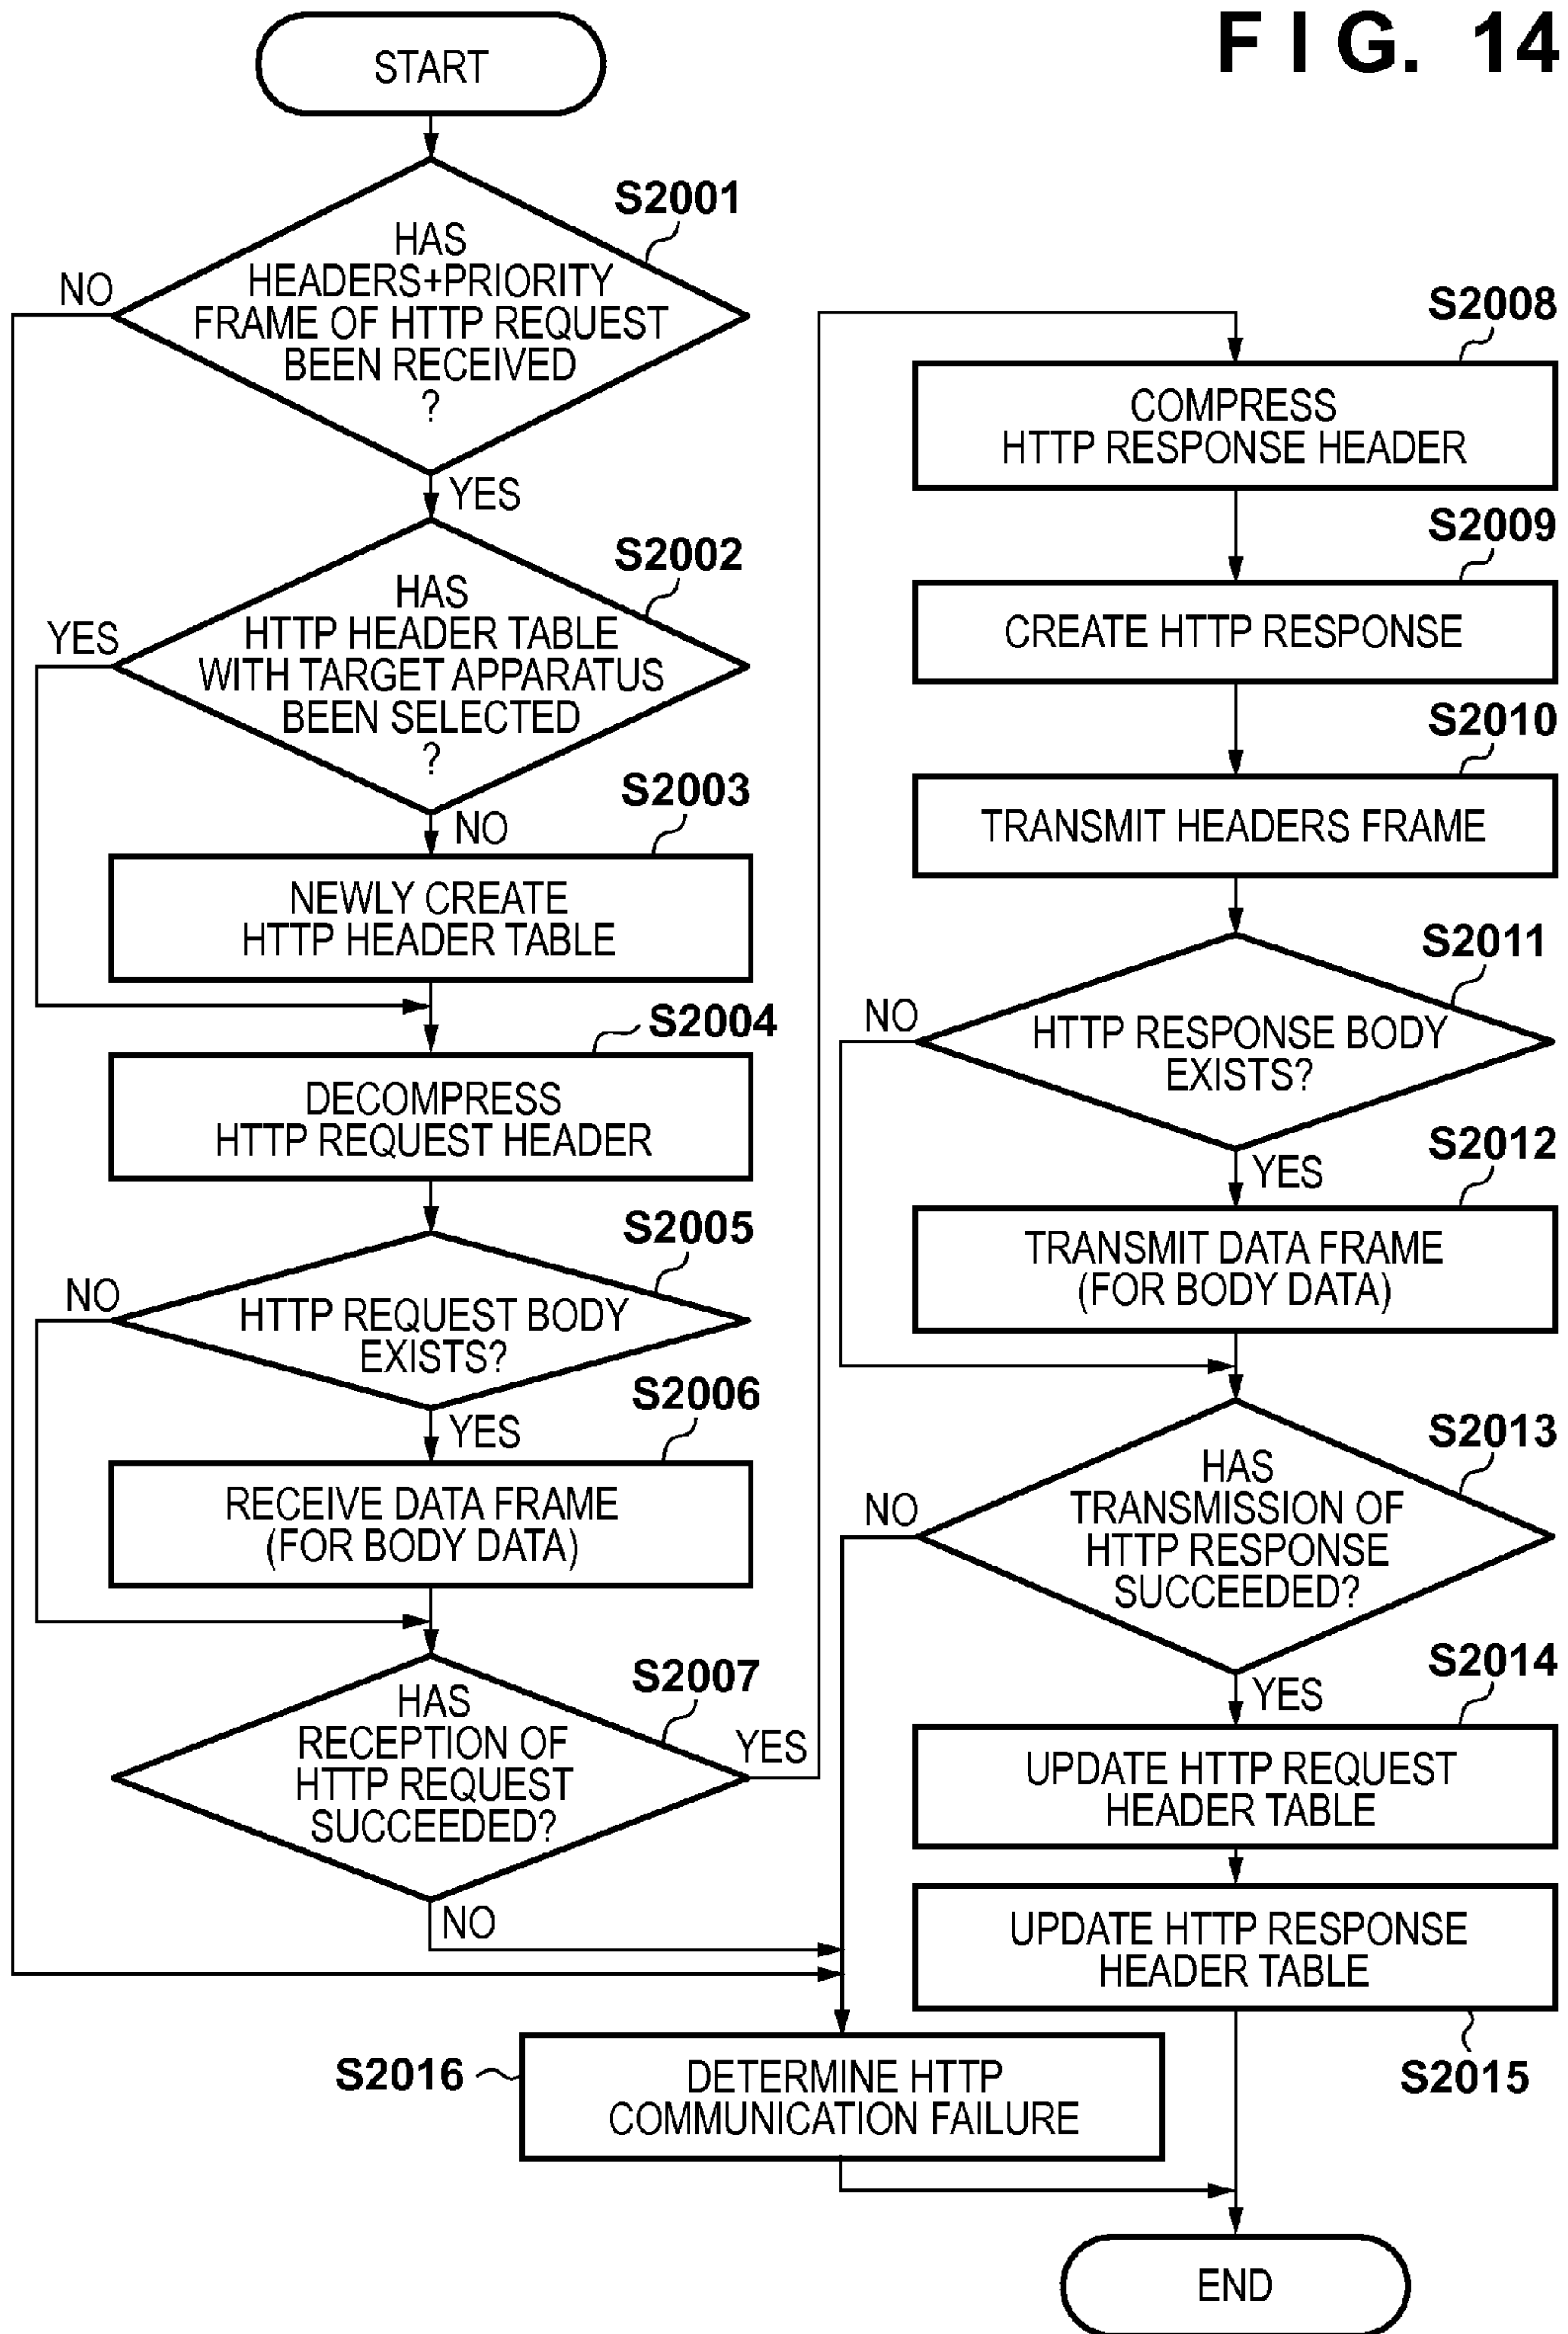 FIG. 14
START
S2001
HAS
HEADERS+PRIORITY
FRAME OF HTTP REQUEST
BEEN RECEIVED
?
NO
YES
S2002
HAS
HTTP HEADER TABLE
WITH TARGET APPARATUS
BEEN SELECTED
?
YES
NO
S2003
NEWLY CREATE
HTTP HEADER TABLE
S2004
DECOMPRESS
HTTP REQUEST HEADER
S2005
HTTP REQUEST BODY
EXISTS?
NO
YES
S2006
RECEIVE DATA FRAME
(FOR BODY DATA)
S2007
HAS
RECEPTION OF
HTTP REQUEST
SUCCEEDED?
YES
NO
S2008
COMPRESS
HTTP RESPONSE HEADER
S2009
CREATE HTTP RESPONSE
S2010
TRANSMIT HEADERS FRAME
S2011
HTTP RESPONSE BODY
EXISTS?
NO
YES
S2012
TRANSMIT DATA FRAME
(FOR BODY DATA)
S2013
HAS
TRANSMISSION OF
HTTP RESPONSE
SUCCEEDED?
NO
YES
S2014
UPDATE HTTP REQUEST
HEADER TABLE
UPDATE HTTP RESPONSE
HEADER TABLE
S2015
S2016
DETERMINE HTTP
COMMUNICATION FAILURE
END